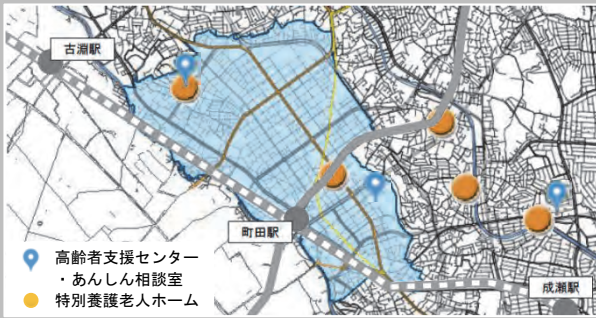 古淵駅
町田駅
成瀬駅
高齢者支援センター
・あんしん相談室
特別養護老人ホーム